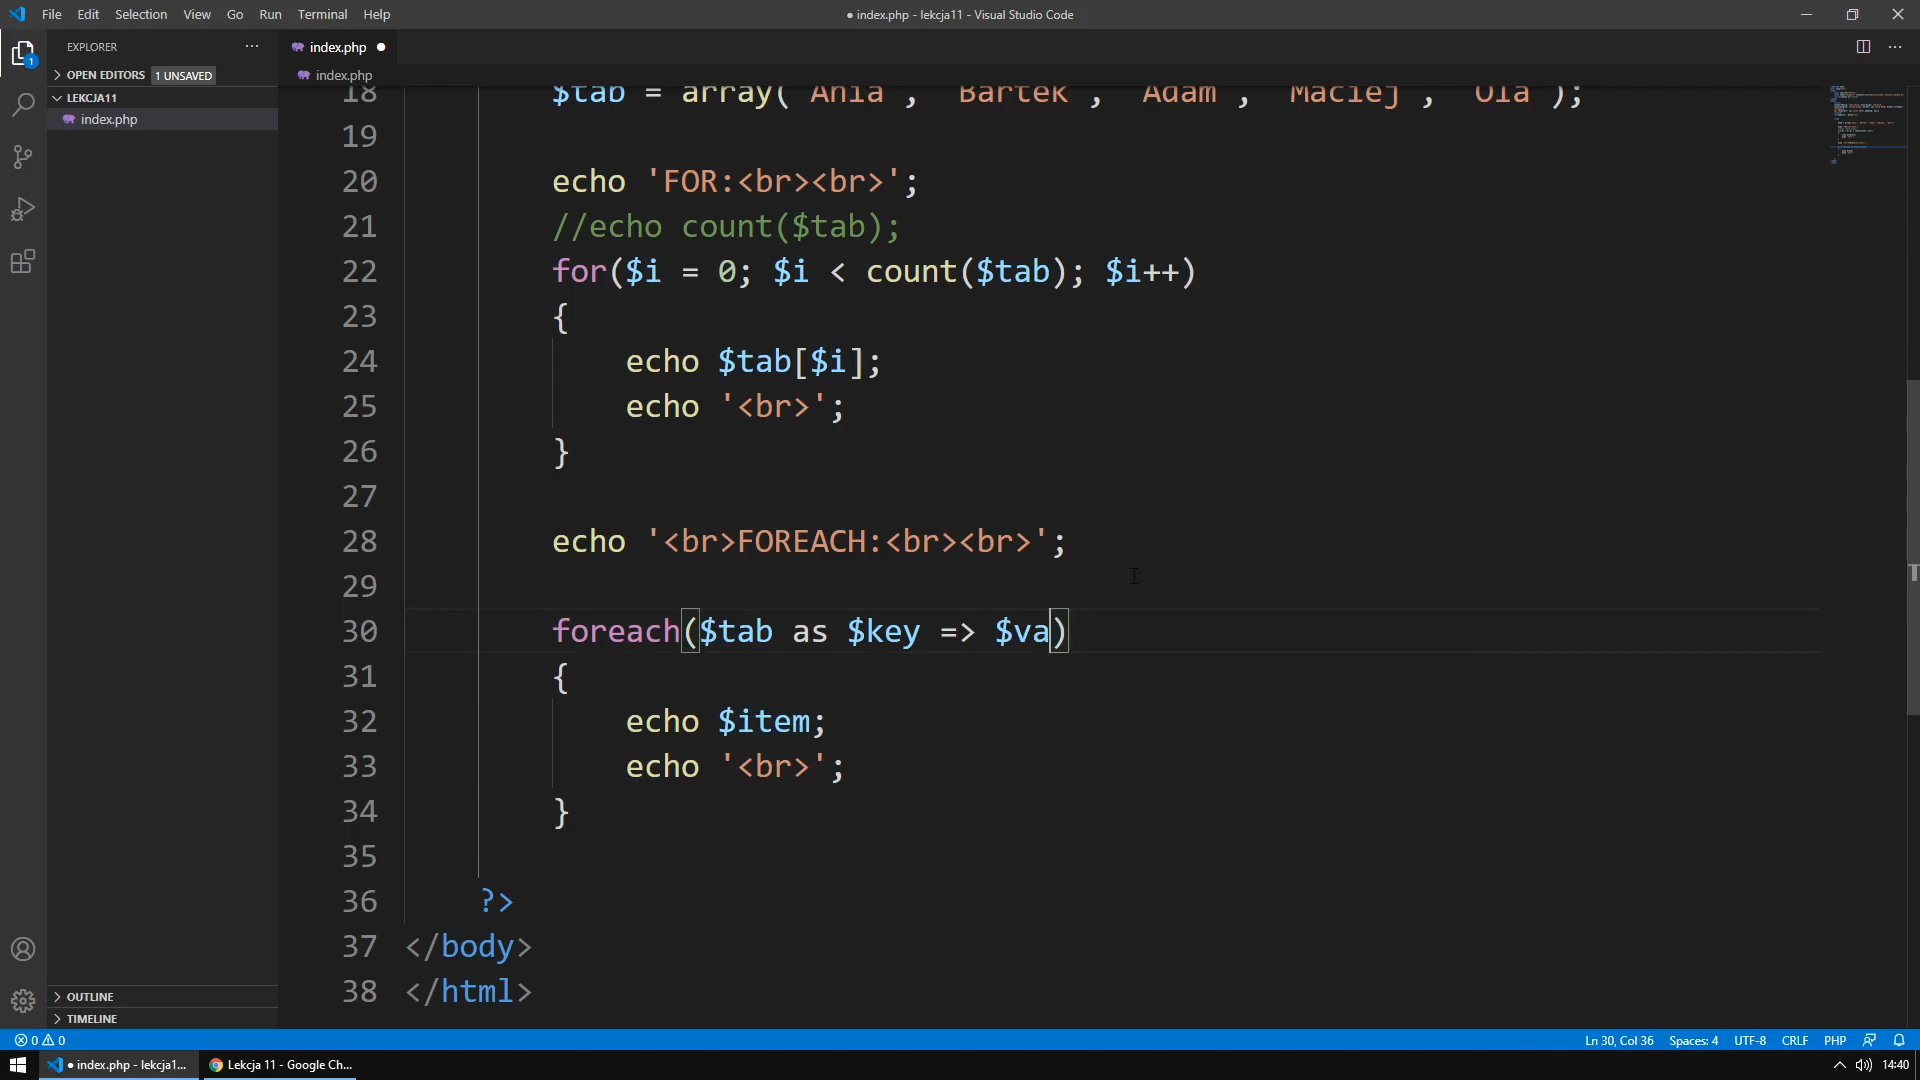 File Edit Selection View Go Run Terminal Help
● index.php - lekcja11 - Visual Studio Code
EXPLORER
OPEN EDITORS 1 UNSAVED
LEKCJA11
index.php
OUTLINE
TIMELINE
1
index.php
index.php
18 $tab = array( Ania , Bartek , Adam , Maciej , Ola );
19
20 echo 'FOR:<br><br>';
21 //echo count($tab);
22 for($i = 0; $i < count($tab); $i++)
23 {
24 echo $tab[$i];
25 echo '<br>';
26 }
27
28 echo '<br>FOREACH:<br><br>';
29
30 foreach($tab as $key => $va)
31 {
32 echo $item;
33 echo '<br>';
34 }
35
36 ?>
37 </body>
38 </html>
0 0
Ln 30, Col 36 Spaces: 4 UTF-8 CRLF PHP
● index.php - lekcja1...
Lekcja 11 - Google Ch...
14:40